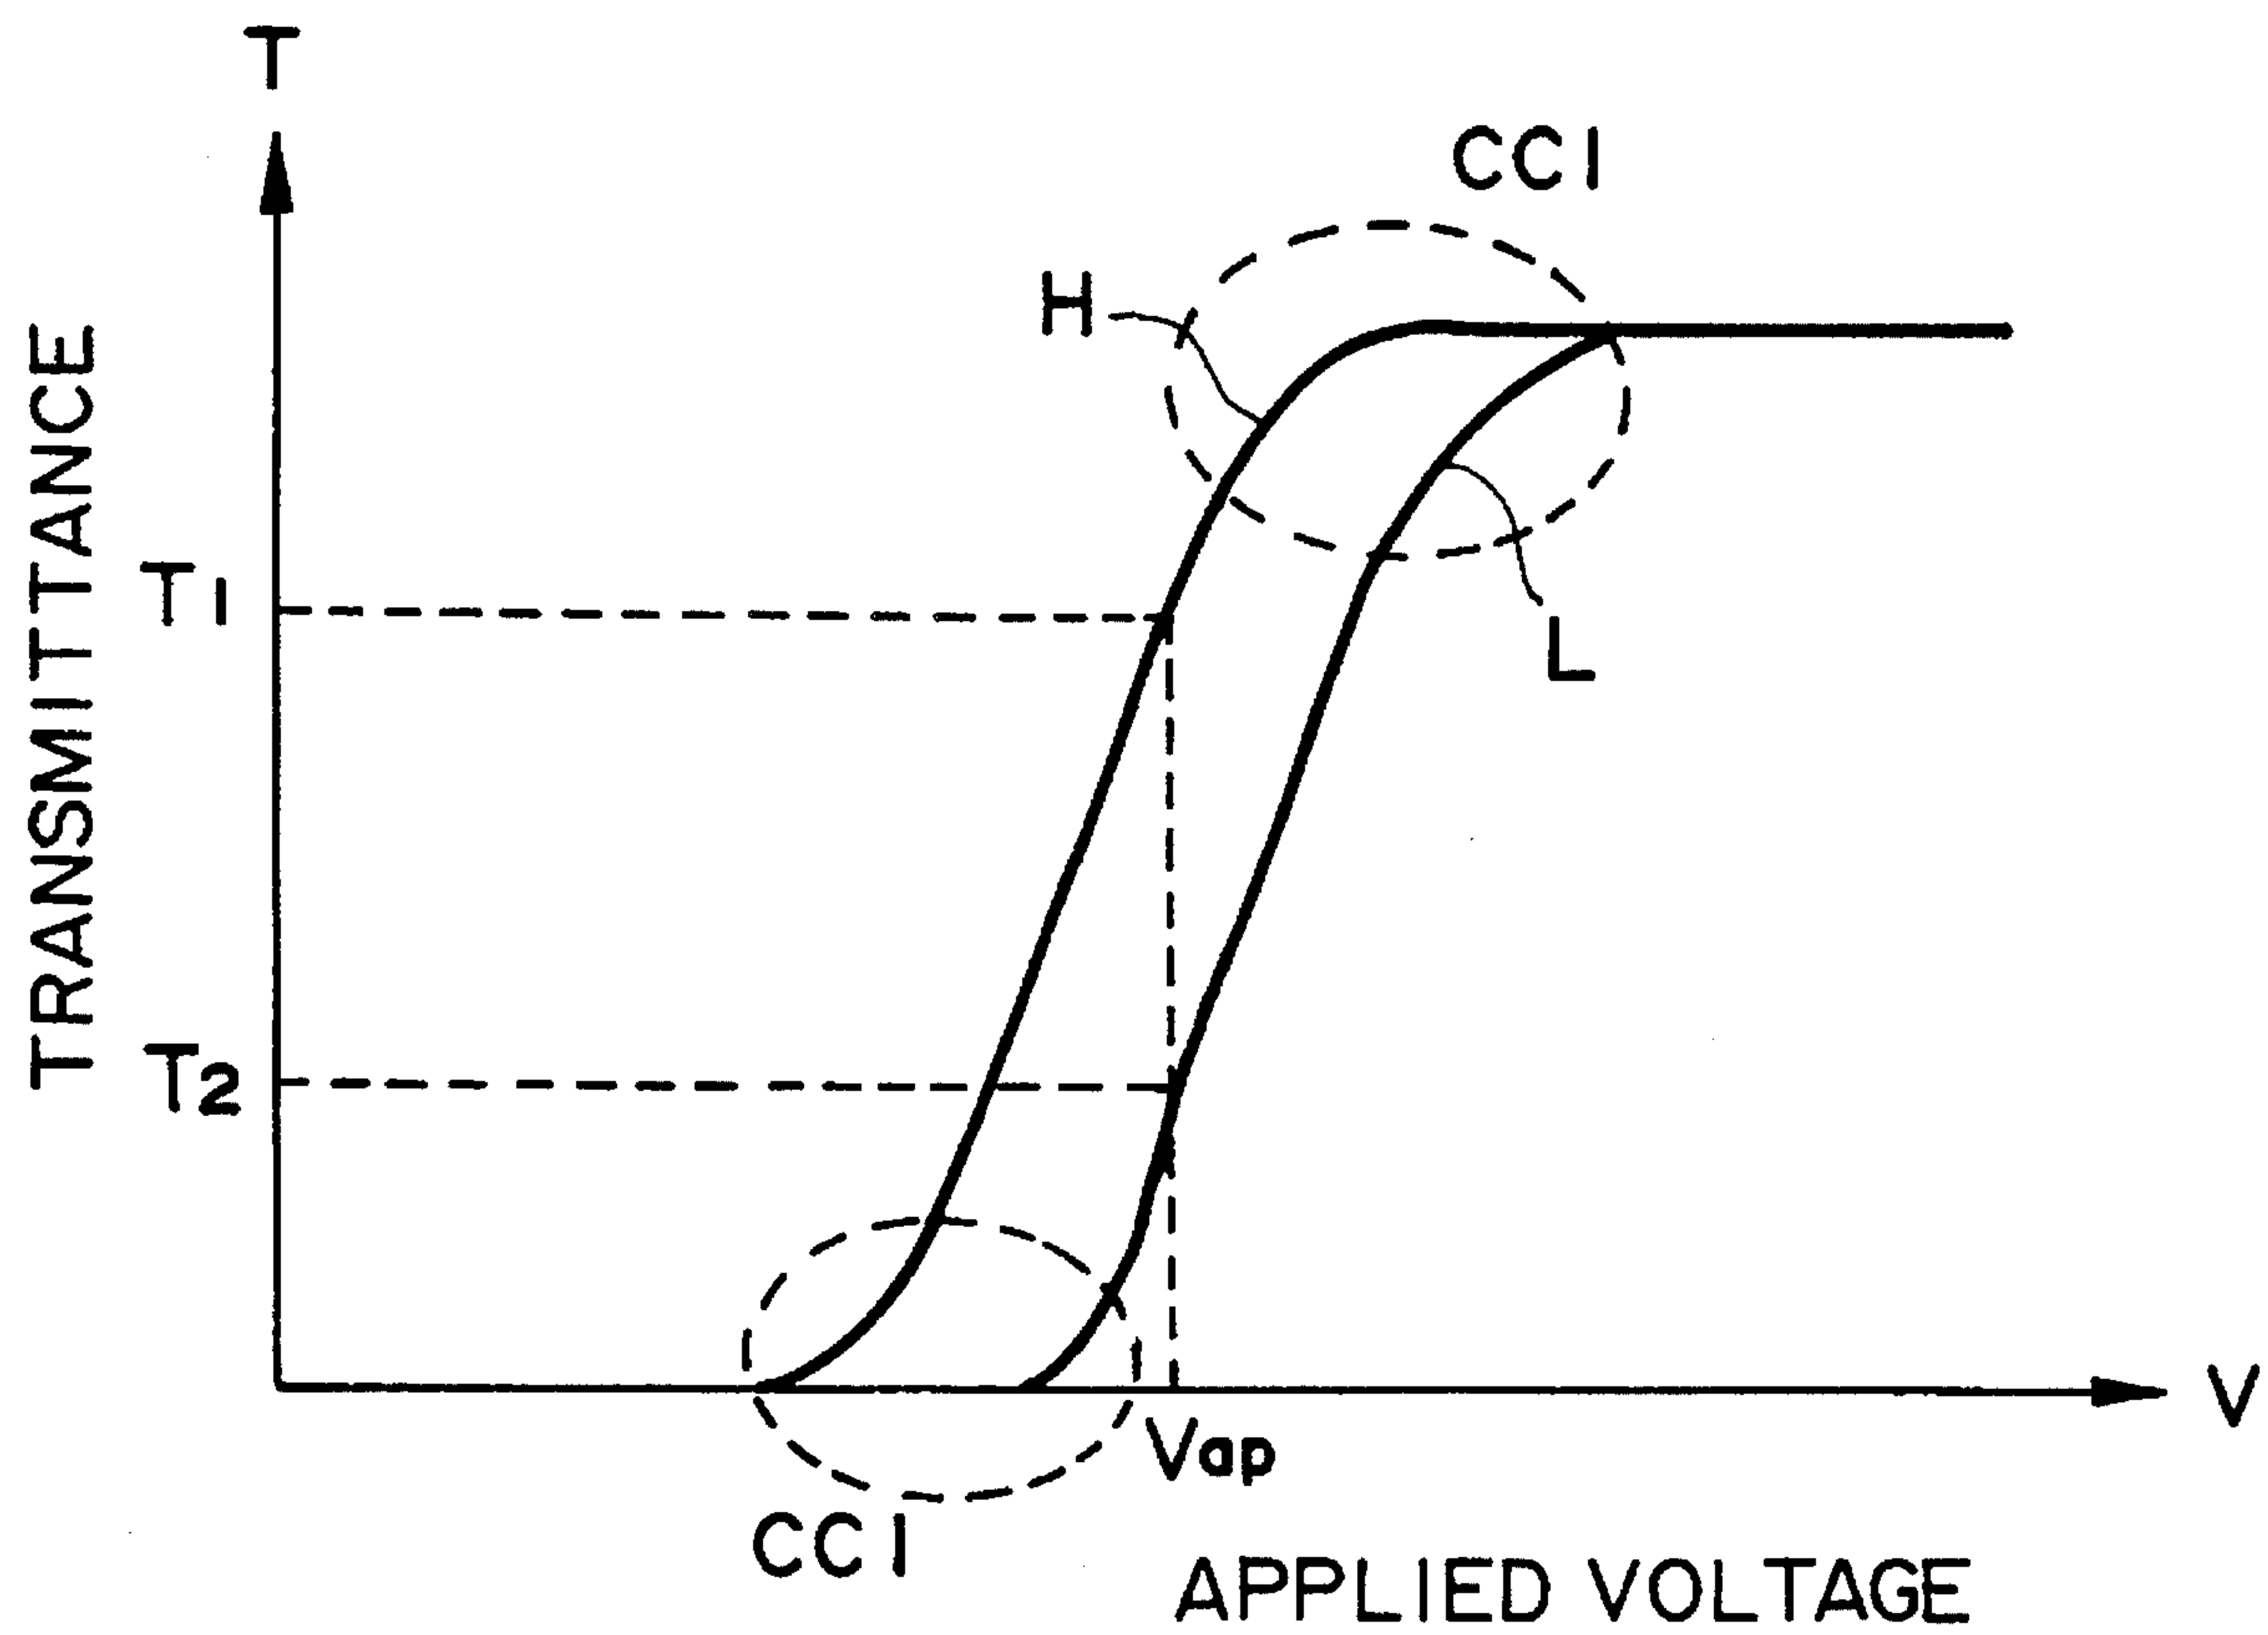 T
CC1
H
TRANSMITTANCE
T1
L
T2
V
Vap
CC1
APPLIED VOLTAGE